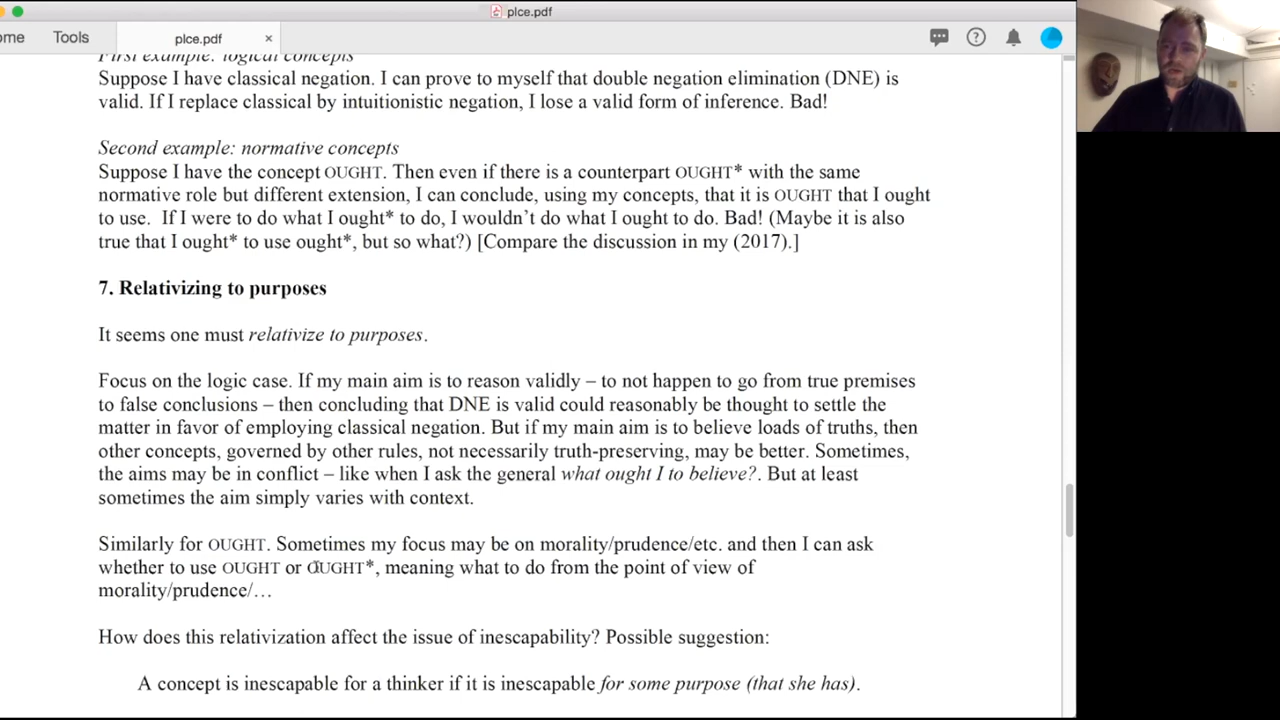 plce.pdf
ome Tools plce.pdf ×
First example: logical concepts
Suppose I have classical negation. I can prove to myself that double negation elimination (DNE) is
valid. If I replace classical by intuitionistic negation, I lose a valid form of inference. Bad!
Second example: normative concepts
Suppose I have the concept OUGHT. Then even if there is a counterpart OUGHT* with the same
normative role but different extension, I can conclude, using my concepts, that it is OUGHT that I ought
to use. If I were to do what I ought* to do, I wouldn't do what I ought to do. Bad! (Maybe it is also
true that I ought* to use ought*, but so what?) [Compare the discussion in my (2017).]
7. Relativizing to purposes
It seems one must relativize to purposes.
Focus on the logic case. If my main aim is to reason validly – to not happen to go from true premises
to false conclusions – then concluding that DNE is valid could reasonably be thought to settle the
matter in favor of employing classical negation. But if my main aim is to believe loads of truths, then
other concepts, governed by other rules, not necessarily truth-preserving, may be better. Sometimes,
the aims may be in conflict – like when I ask the general what ought I to believe?. But at least
sometimes the aim simply varies with context.
Similarly for OUGHT. Sometimes my focus may be on morality/prudence/etc. and then I can ask
whether to use OUGHT or OUGHT*, meaning what to do from the point of view of
morality/prudence/…
How does this relativization affect the issue of inescapability? Possible suggestion:
A concept is inescapable for a thinker if it is inescapable for some purpose (that she has).